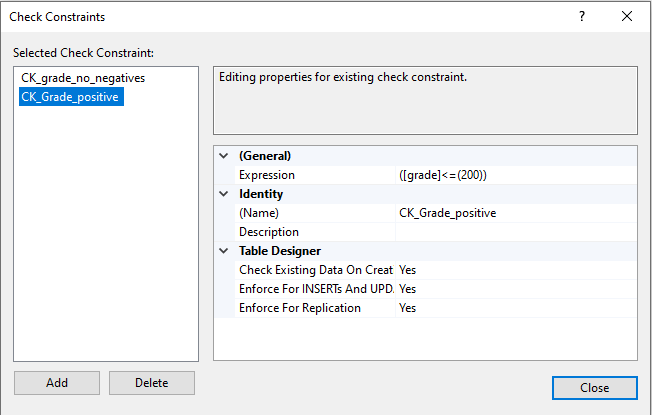 Check Constraints
?
Selected Check Constraint:
CK_grade_no_negatives
CK_Grade_positive
Editing properties for existing check constraint.
(General)
Expression ([grade]<=(200))
Identity
(Name) CK_Grade_positive
Description
Table Designer
Check Existing Data On Creat Yes
Enforce For INSERTs And UPD. Yes
Enforce For Replication Yes
Add Delete
Close